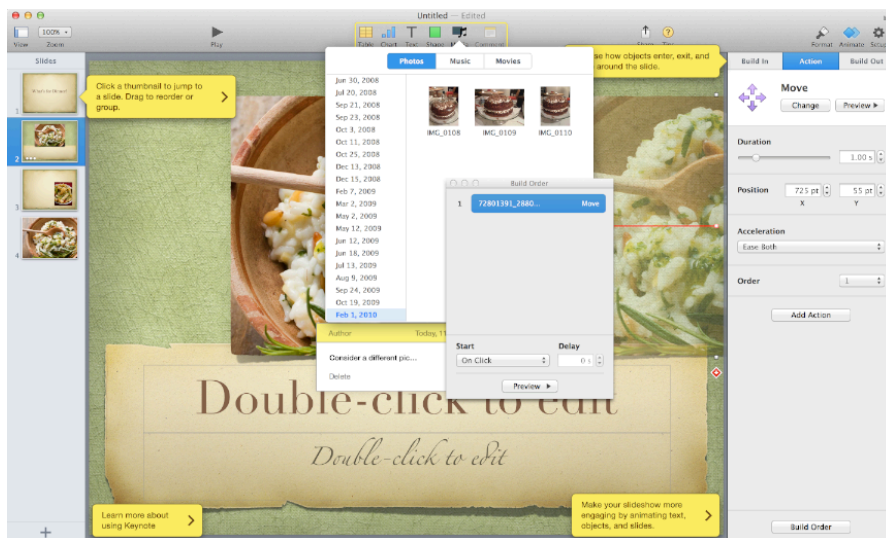 Untitled — Edited
100%
View
Zoom
Play
Table
Chart
Text
Shape
Comment
Format
Animate
Setup
Slides
1
Click a thumbnail to jump to
a slide. Drag to reorder or
group.
2
3
4
Photos
Music
Movies
Jun 30, 2008
Jul 20, 2008
Sep 21, 2008
Sep 23, 2008
Oct 3, 2008
Oct 11, 2008
Oct 25, 2008
Dec 13, 2008
Dec 15, 2008
Feb 7, 2009
Mar 2, 2009
May 2, 2009
May 12, 2009
Jun 12, 2009
Jun 18, 2009
Jul 13, 2009
Aug 9, 2009
Sep 24, 2009
Oct 19, 2009
Feb 1, 2010
IMG_0108
IMG_0109
IMG_0110
how objects enter, exit, and
around the slide.
Build Order
1
72801391_2880...
Move
Start
Delay
On Click
0 s
Preview
Author
Today, 11
Consider a different pic...
Delete
Double-click to edit
Double-click to edit
Learn more about
using Keynote
Make your slideshow more
engaging by animating text,
objects, and slides.
Build In
Action
Build Out
Move
Change
Preview
Duration
1.00 s
Position
725 pt
55 pt
X
Y
Acceleration
Ease Both
Order
1
Add Action
Build Order